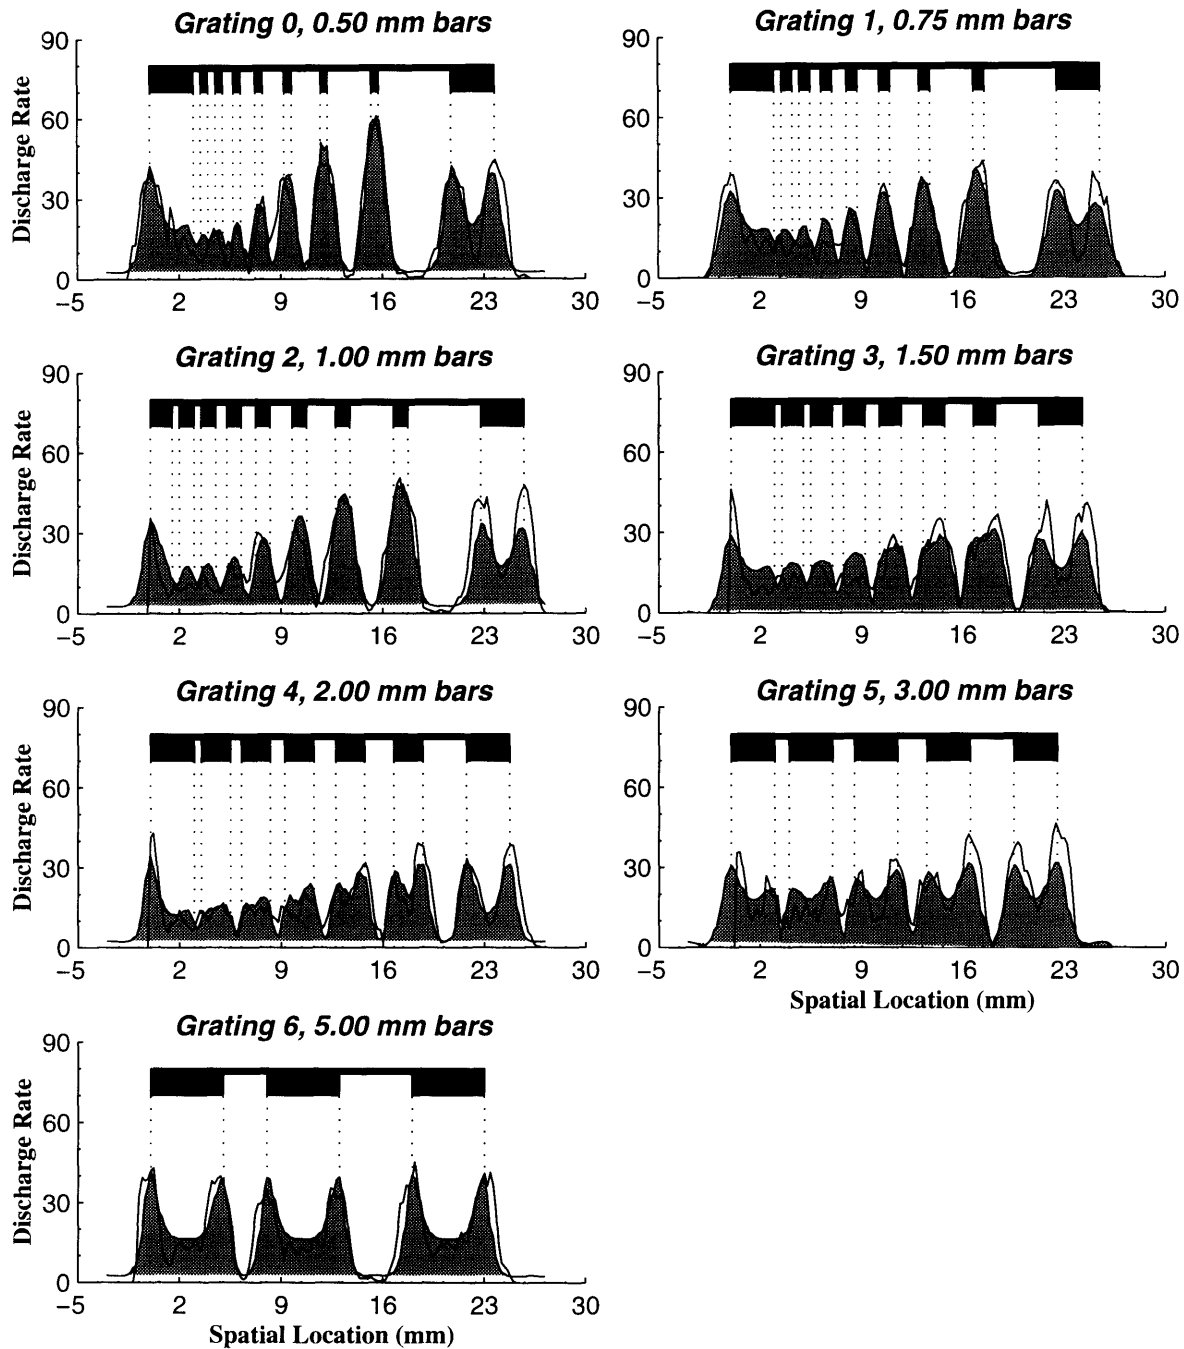 Grating 0, 0.50 mm bars
90
60
30
0
Discharge Rate
-5 2 9 16 23 30
Grating 1, 0.75 mm bars
90
60
30
0
-5 2 9 16 23 30
Grating 2, 1.00 mm bars
90
60
30
0
Discharge Rate
-5 2 9 16 23 30
Grating 3, 1.50 mm bars
90
60
30
0
-5 2 9 16 23 30
Grating 4, 2.00 mm bars
90
60
30
0
Discharge Rate
-5 2 9 16 23 30
Grating 5, 3.00 mm bars
90
60
30
0
-5 2 9 16 23 30
Spatial Location (mm)
Grating 6, 5.00 mm bars
90
60
30
0
Discharge Rate
-5 2 9 16 23 30
Spatial Location (mm)